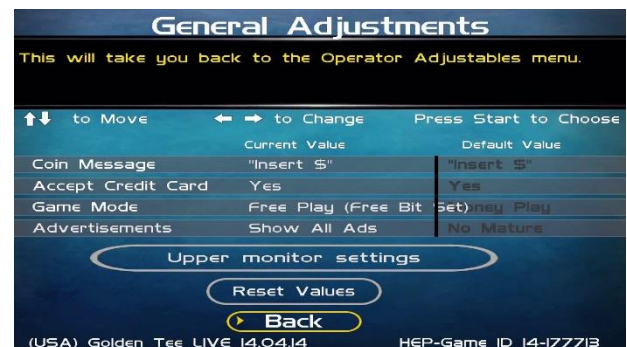 General Adjustments
This will take you back to the Operator Adjustables menu.
to Move to Change Press Start to Choose
Current Value Default Value
Coin Message "Insert $" "Insert $"
Accept Credit Card Yes Yes
Game Mode Free Play (Free Bit Set) Money Play
Advertisements Show All Ads No Mature
Upper monitor settings
Reset Values
Back
(USA) Golden Tee LIVE 14.04.14 HEP-Game ID 14-177713